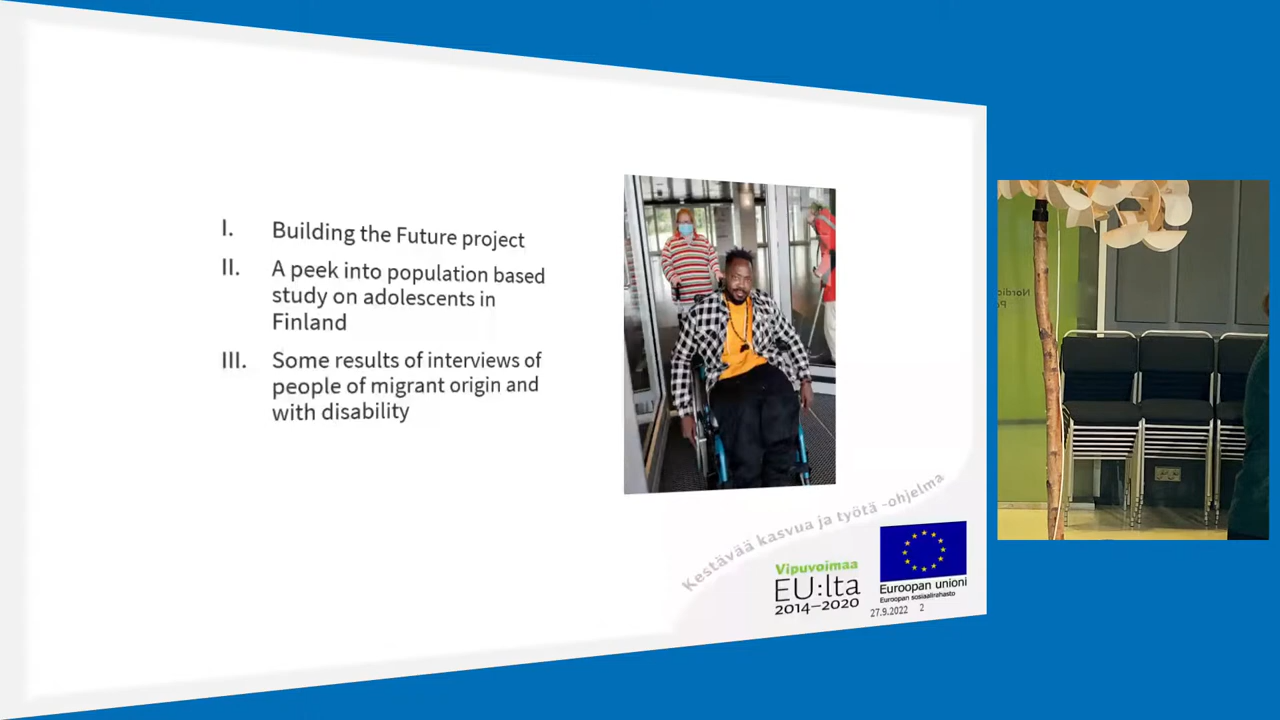 I. Building the Future project
II. A peek into population based
study on adolescents in
Finland
III. Some results of interviews of
people of migrant origin and
with disability
Kestävää kasvua ja työtä -ohjelma
Vipuvoimaa
EU:lta
2014–2020
Euroopan unioni
Euroopan sosiaalirahasto
27.9.2022 2
Nordic